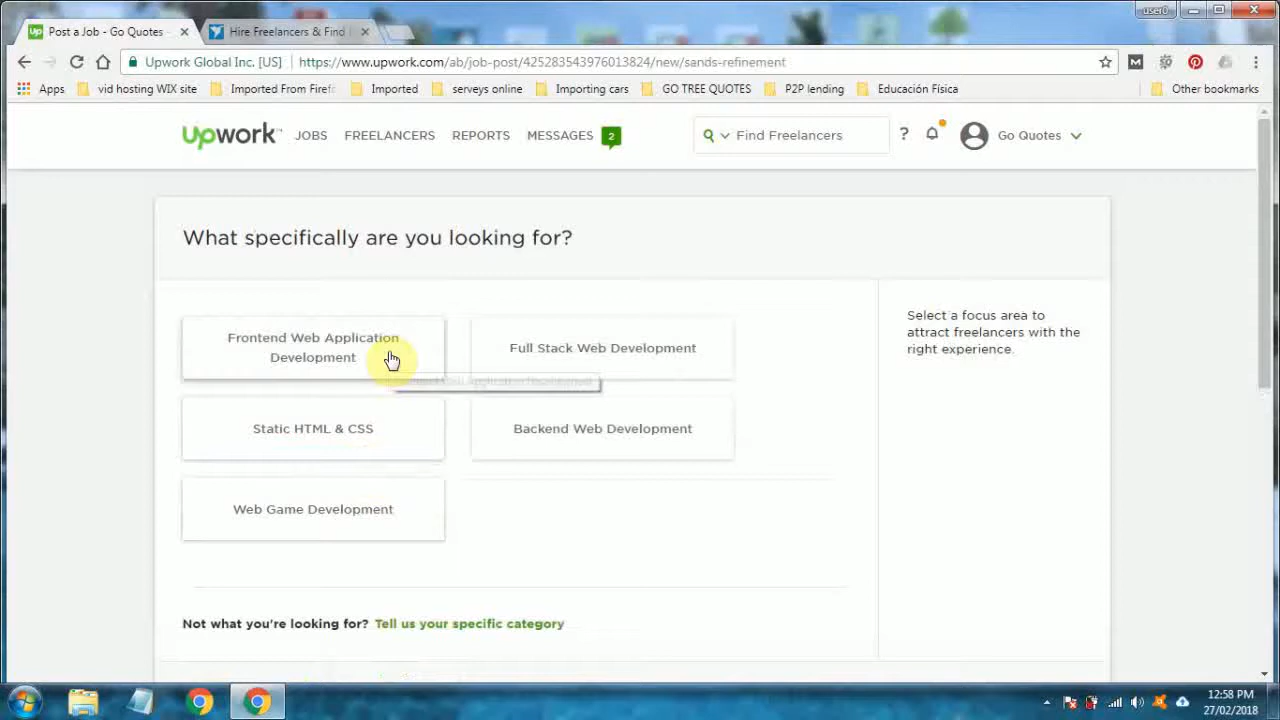 user0
Post a Job - Go Quotes
Hire Freelancers & Find
Upwork Global Inc. [US]
https://www.upwork.com/ab/job-post/425283543976013824/new/sands-refinement
Apps
vid hosting WIX site
Imported From Firef
Imported
serveys online
Importing cars
GO TREE QUOTES
P2P lending
Educación Física
Other bookmarks
upwork™
JOBS
FREELANCERS
REPORTS
MESSAGES
2
Find Freelancers
?
Go Quotes
What specifically are you looking for?
Frontend Web Application
Development
Full Stack Web Development
Static HTML & CSS
Backend Web Development
Web Game Development
Select a focus area to
attract freelancers with the
right experience.
Not what you're looking for? Tell us your specific category
12:58 PM
27/02/2018